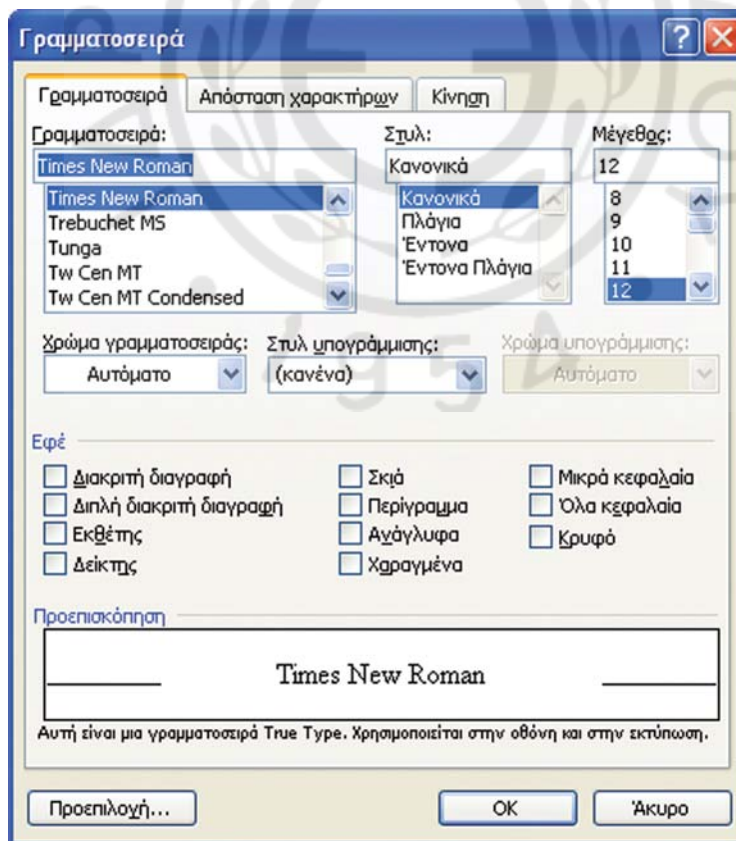 Γραμματοσειρά
Γραμματοσειρά Απόσταση χαρακτήρων Κίνηση
Γραμματοσειρά: Στυλ: Μέγεθος:
Times New Roman Κανονικά 12
Times New Roman Κανονικά 8
Trebuchet MS Πλάγια 9
Tunga Έντονα 10
Tw Cen MT Έντονα Πλάγια 11
Tw Cen MT Condensed 12
Χρώμα γραμματοσειράς: Στυλ υπογράμμισης: Χρώμα υπογράμμισης:
Αυτόματο (κανένα) Αυτόματο
Εφέ
Διακριτή διαγραφή Σκιά Μικρά κεφαλαία
Διπλή διακριτή διαγραφή Περίγραμμα Όλα κεφαλαία
Εκθέτης Ανάγλυφα Κρυφό
Δείκτης Χαραγμένα
Προεπισκόπηση
Times New Roman
Αυτή είναι μια γραμματοσειρά True Type. Χρησιμοποιείται στην οθόνη και στην εκτύπωση.
Προεπιλογή... OK Άκυρο
1954